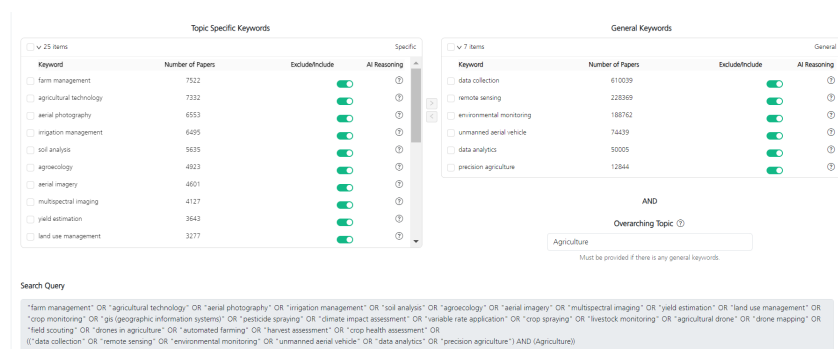 Topic Specific Keywords
General Keywords
25 items
Specific
Keyword Number of Papers Exclude/Include AI Reasoning
farm management 7522
agricultural technology 7332
aerial photography 6553
irrigation management 6495
soil analysis 5635
agroecology 4923
aerial imagery 4601
multispectral imaging 4127
yield estimation 3643
land use management 3277
7 items
General
Keyword Number of Papers Exclude/Include AI Reasoning
data collection 610039
remote sensing 228369
environmental monitoring 188762
unmanned aerial vehicle 74439
data analytics 50005
precision agriculture 12844
AND
Overarching Topic
Agriculture
Must be provided if there is any general keywords
Search Query
"farm management" OR "agricultural technology" OR "aerial photography" OR "irrigation management" OR "soil analysis" OR "agroecology" OR "aerial imagery" OR "multispectral imaging" OR "yield estimation" OR "land use management" OR
"crop monitoring" OR "gis (geographic information systems)" OR "pesticide spraying" OR "climate impact assessment" OR "variable rate application" OR "crop spraying" OR "livestock monitoring" OR "agricultural drone" OR "drone mapping" OR
"field scouting" OR "drones in agriculture" OR "automated farming" OR "harvest assessment" OR "crop health assessment" OR
(("data collection" OR "remote sensing" OR "environmental monitoring" OR "unmanned aerial vehicle" OR "data analytics" OR "precision agriculture") AND (Agriculture))